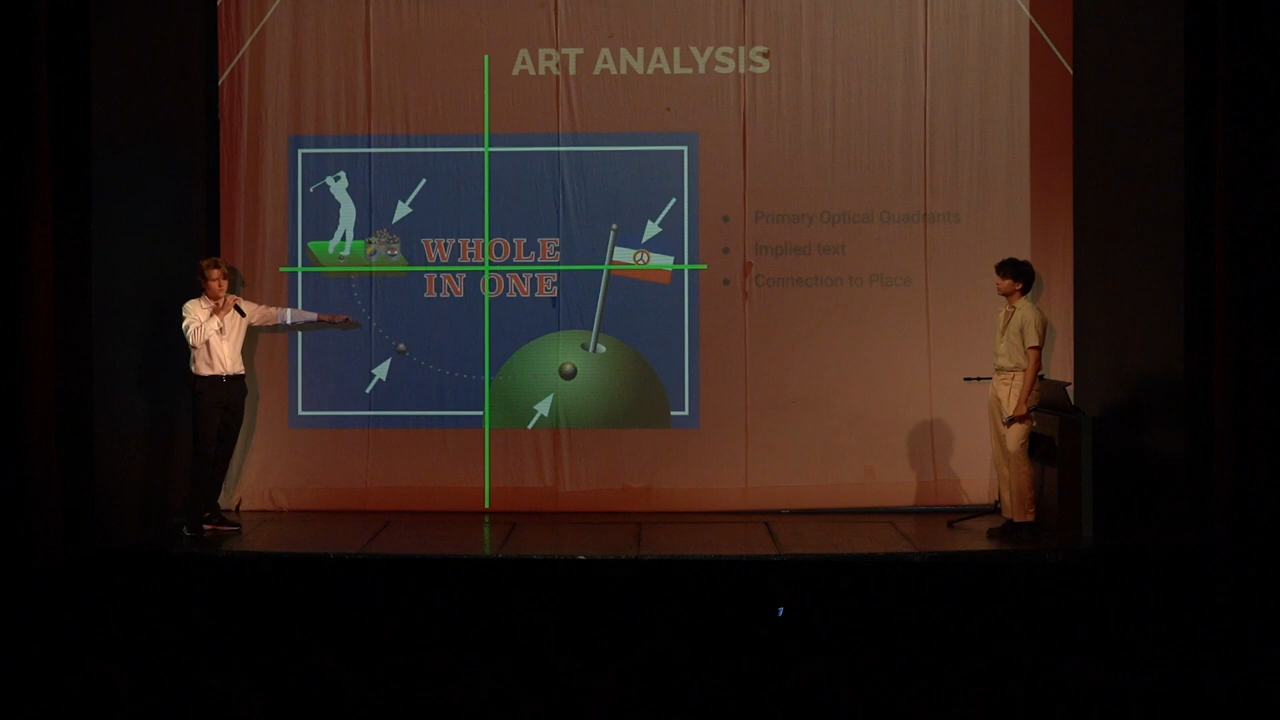 ART ANALYSIS
WHOLE
IN ONE
● Primary Optical Quadrants
● Implied text
● Connection to Place